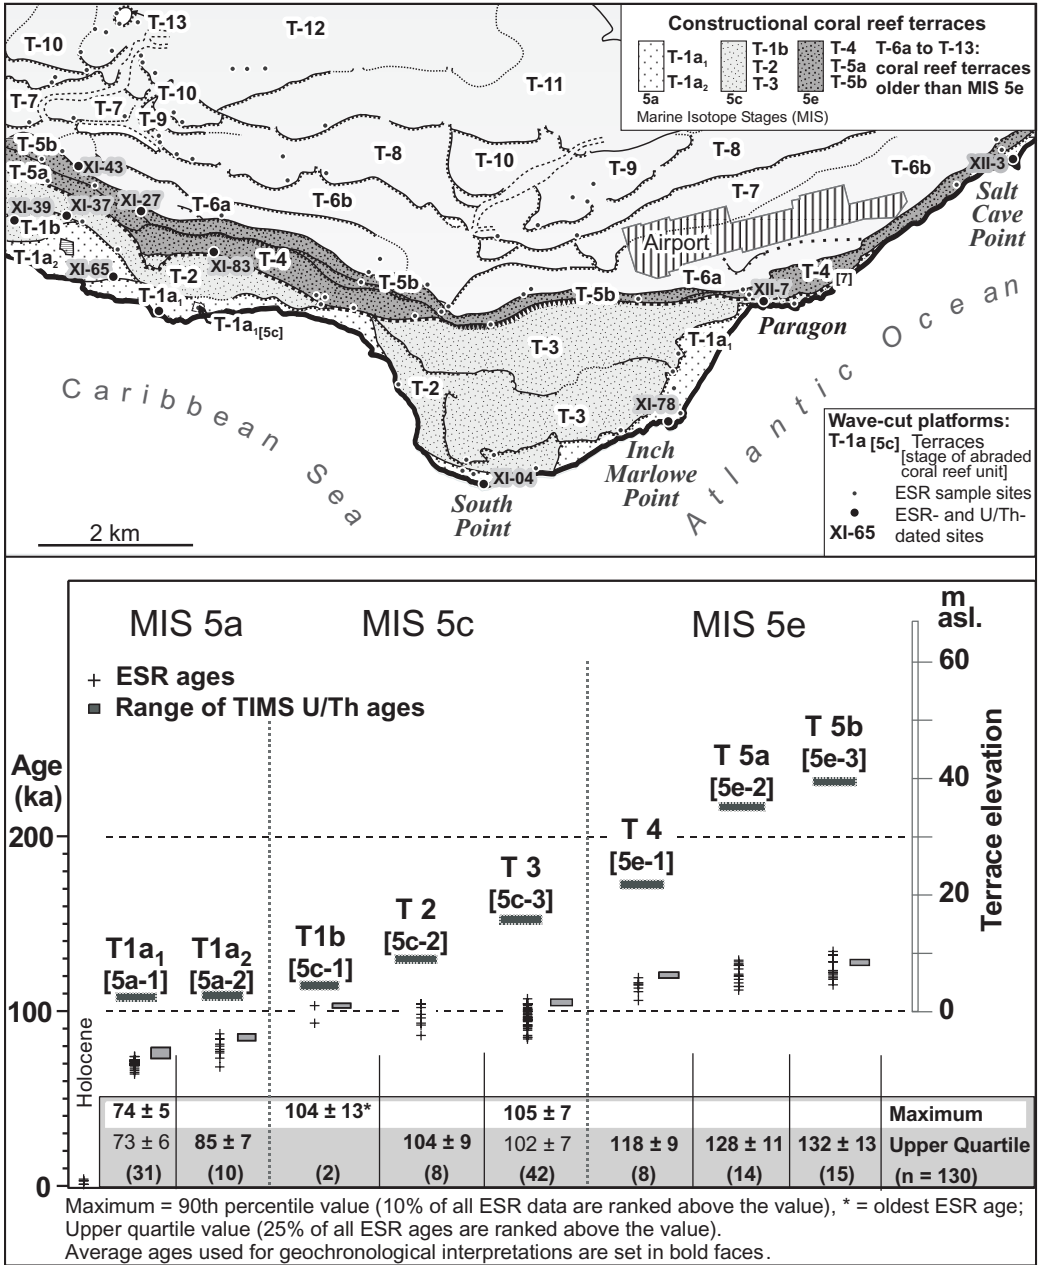 T-13
T-12
T-10
T-11
T-7
T-7
T-10
T-9
T-8
T-10
T-9
T-8
T-5b
T-5a
XI-43
XI-39
XI-37
XI-27
T-6a
T-6b
T-7
T-6b
XII-3
Salt
Cave
Point
T-1b
T-1a₂
XI-65
T-2
XI-83
T-4
T-5b
Airport
T-6a
T-5b
XII-7
T-4
[7]
Paragon
T-1a₁
T-1a₁[5c]
T-3
T-1a₁
T-2
T-3
XI-78
Inch
Marlowe
Point
XI-04
South
Point
Caribbean Sea
Atlantic Ocean
2 km
Constructional coral reef terraces
T-1a₁
T-1a₂
5a
T-1b
T-2
T-3
5c
T-4
T-5a
T-5b
5e
T-6a to T-13:
coral reef terraces
older than MIS 5e
Marine Isotope Stages (MIS)
Wave-cut platforms:
T-1a [5c] Terraces
[stage of abraded
coral reef unit]
ESR sample sites
ESR- and U/Th-
XI-65 dated sites
MIS 5a MIS 5c MIS 5e
m
asl.
ESR ages
Range of TIMS U/Th ages
60
40
20
0
Terrace elevation
Age
(ka)
200
100
0
Holocene
T 5b
[5e-3]
T 5a
[5e-2]
T 4
[5e-1]
T 3
[5c-3]
T 2
[5c-2]
T1b
[5c-1]
T1a₁
[5a-1]
T1a₂
[5a-2]
74 ± 5 104 ± 13* 105 ± 7 Maximum
73 ± 6 85 ± 7 104 ± 9 102 ± 7 118 ± 9 128 ± 11 132 ± 13 Upper Quartile
(31) (10) (2) (8) (42) (8) (14) (15) (n = 130)
Maximum = 90th percentile value (10% of all ESR data are ranked above the value), * = oldest ESR age;
Upper quartile value (25% of all ESR ages are ranked above the value).
Average ages used for geochronological interpretations are set in bold faces.